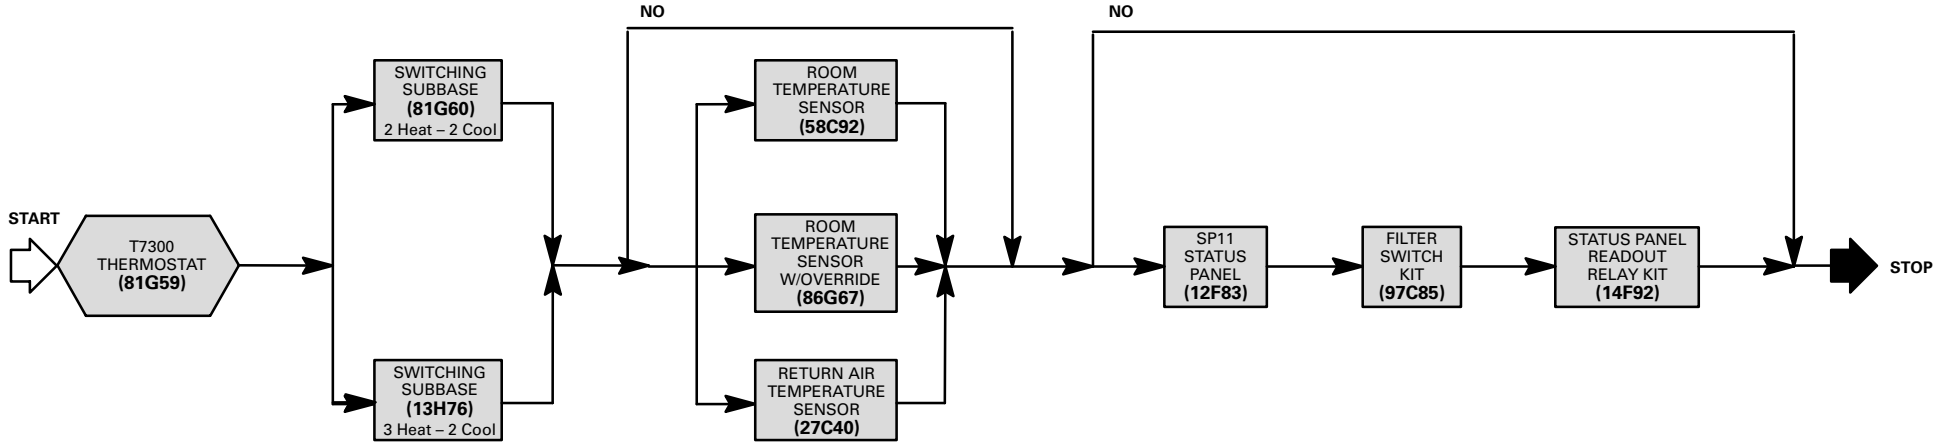 NO
NO
START
T7300
THERMOSTAT
(81G59)
SWITCHING
SUBBASE
(81G60)
2 Heat – 2 Cool
SWITCHING
SUBBASE
(13H76)
3 Heat – 2 Cool
ROOM
TEMPERATURE
SENSOR
(58C92)
ROOM
TEMPERATURE
SENSOR
W/OVERRIDE
(86G67)
RETURN AIR
TEMPERATURE
SENSOR
(27C40)
SP11
STATUS
PANEL
(12F83)
FILTER
SWITCH
KIT
(97C85)
STATUS PANEL
READOUT
RELAY KIT
(14F92)
STOP